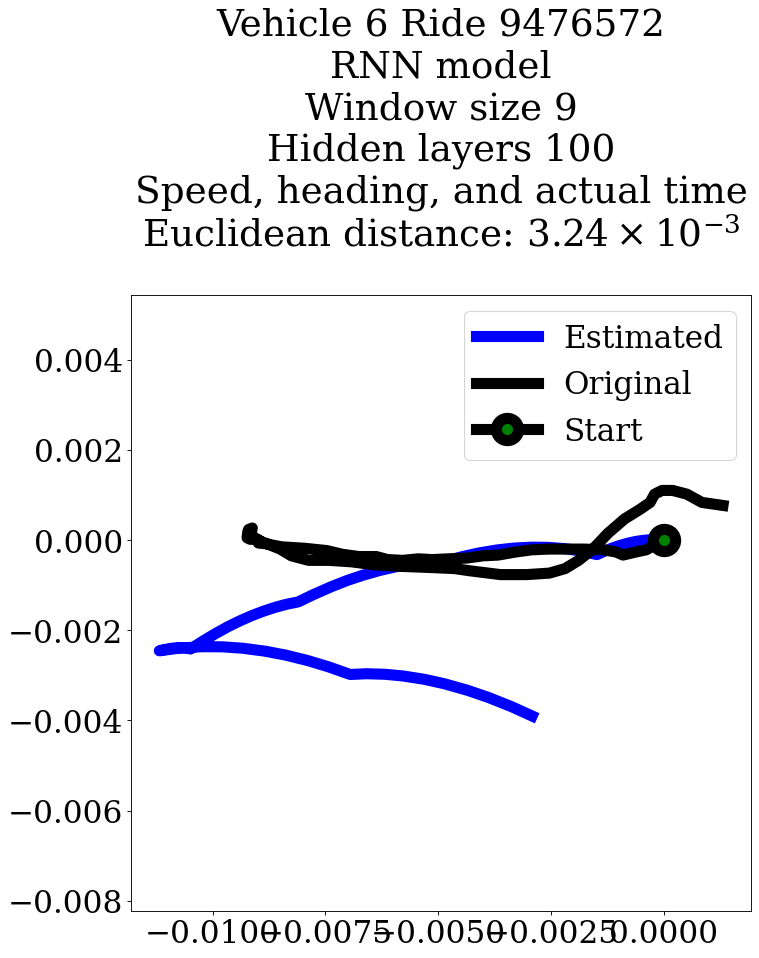 Vehicle 6 Ride 9476572
RNN model
Window size 9
Hidden layers 100
Speed, heading, and actual time
Euclidean distance: 3.24 × 10⁻³
Estimated
Original
Start
0.004
0.002
0.000
−0.002
−0.004
−0.006
−0.008
−0.0100 −0.0075 −0.0050 −0.0025 0.0000